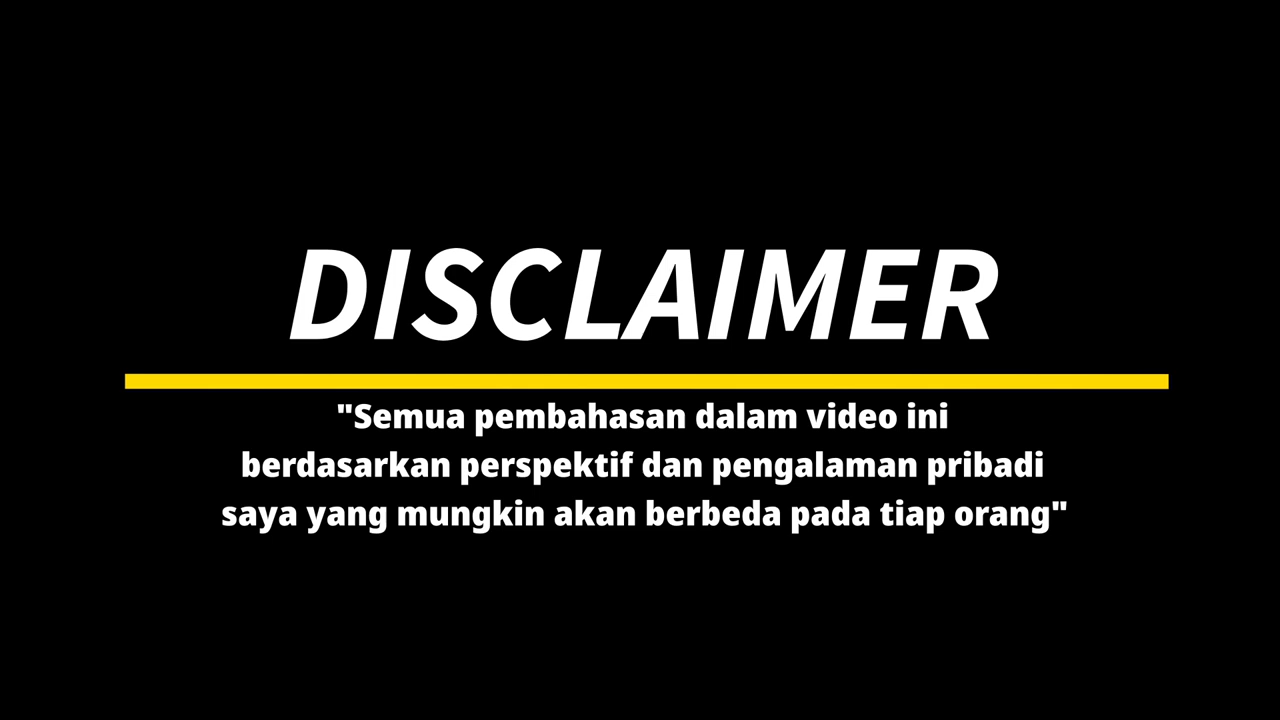 DISCLAIMER
"Semua pembahasan dalam video ini
berdasarkan perspektif dan pengalaman pribadi
saya yang mungkin akan berbeda pada tiap orang"